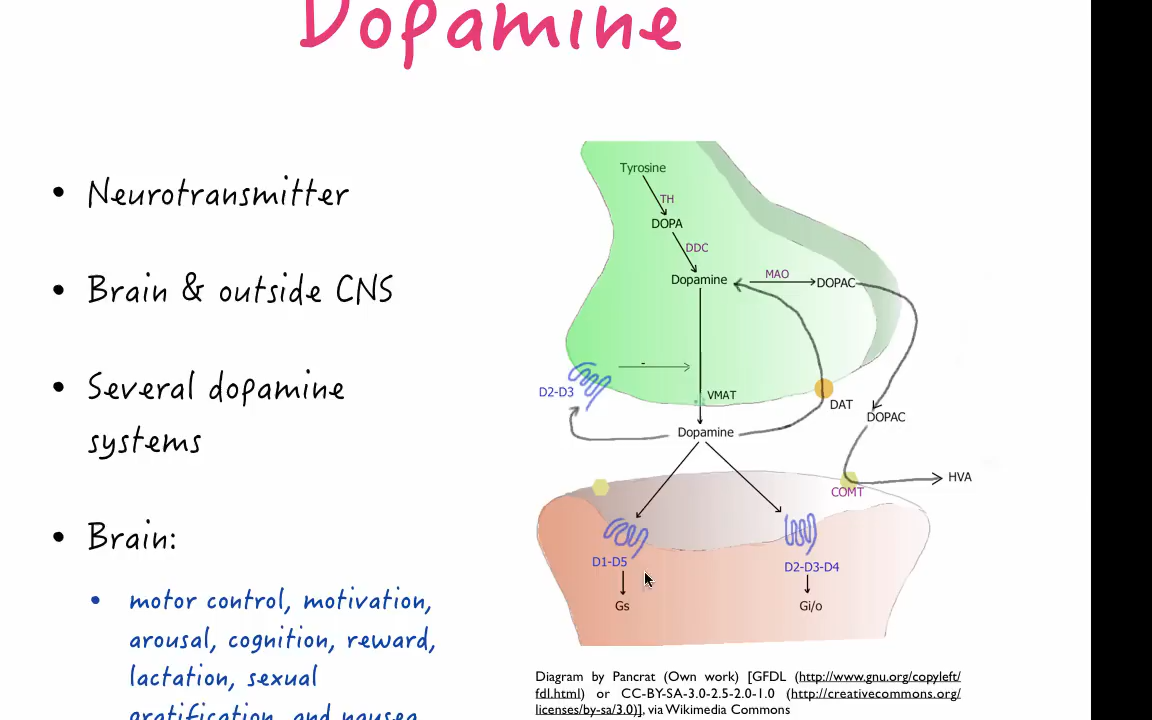 Dopamine
• Neurotransmitter
• Brain & outside CNS
• Several dopamine
systems
• Brain:
• motor control, motivation,
arousal, cognition, reward,
lactation, sexual
gratification, and nausea
Tyrosine
TH
DOPA
DDC
Dopamine
MAO
DOPAC
-
D2-D3
VMAT
DAT
DOPAC
Dopamine
HVA
COMT
D1-D5
D2-D3-D4
Gs
Gi/o
Diagram by Pancrat (Own work) [GFDL (http://www.gnu.org/copyleft/
fdl.html) or CC-BY-SA-3.0-2.5-2.0-1.0 (http://creativecommons.org/
licenses/by-sa/3.0)], via Wikimedia Commons